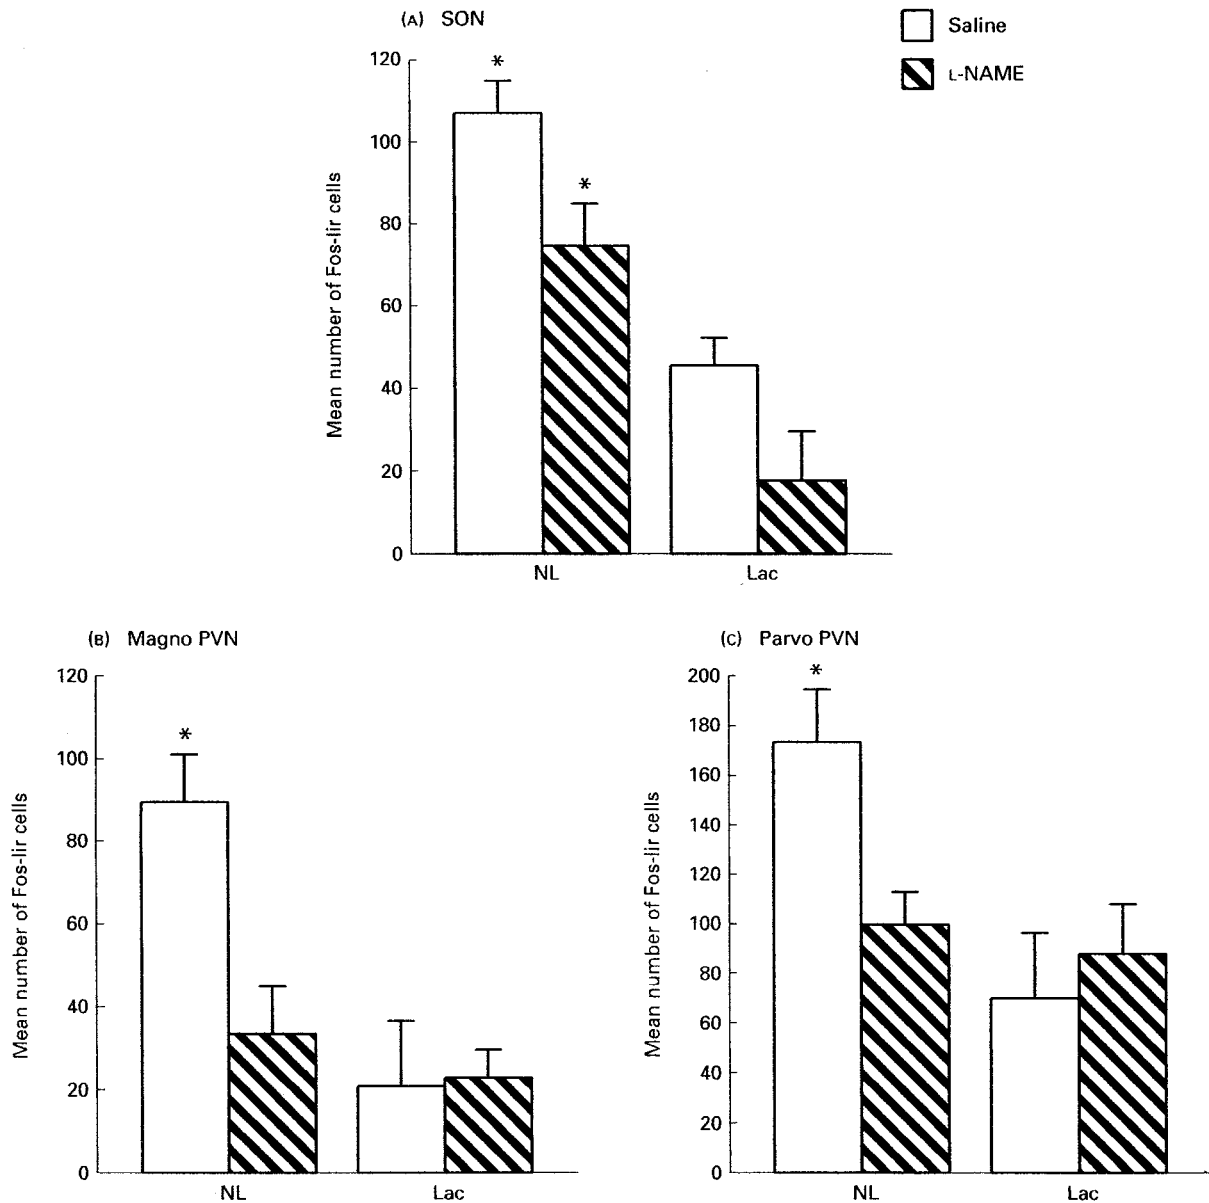 (A) SON
Saline
L-NAME
Mean number of Fos-lir cells
120
100
80
60
40
20
0
*
*
NL
Lac
(B) Magno PVN
Mean number of Fos-lir cells
120
100
80
60
40
20
0
*
NL
Lac
(C) Parvo PVN
Mean number of Fos-lir cells
200
180
160
140
120
100
80
60
40
20
0
*
NL
Lac